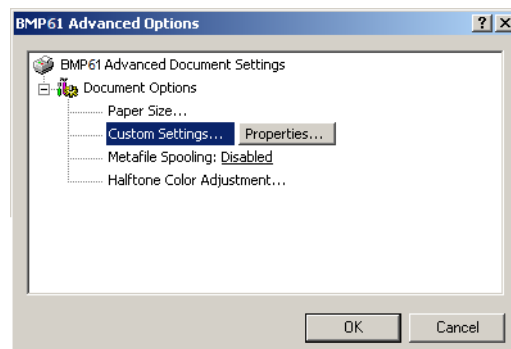 BMP61 Advanced Options
BMP61 Advanced Document Settings
Document Options
Paper Size...
Custom Settings... Properties...
Metafile Spooling: Disabled
Halftone Color Adjustment...
OK Cancel